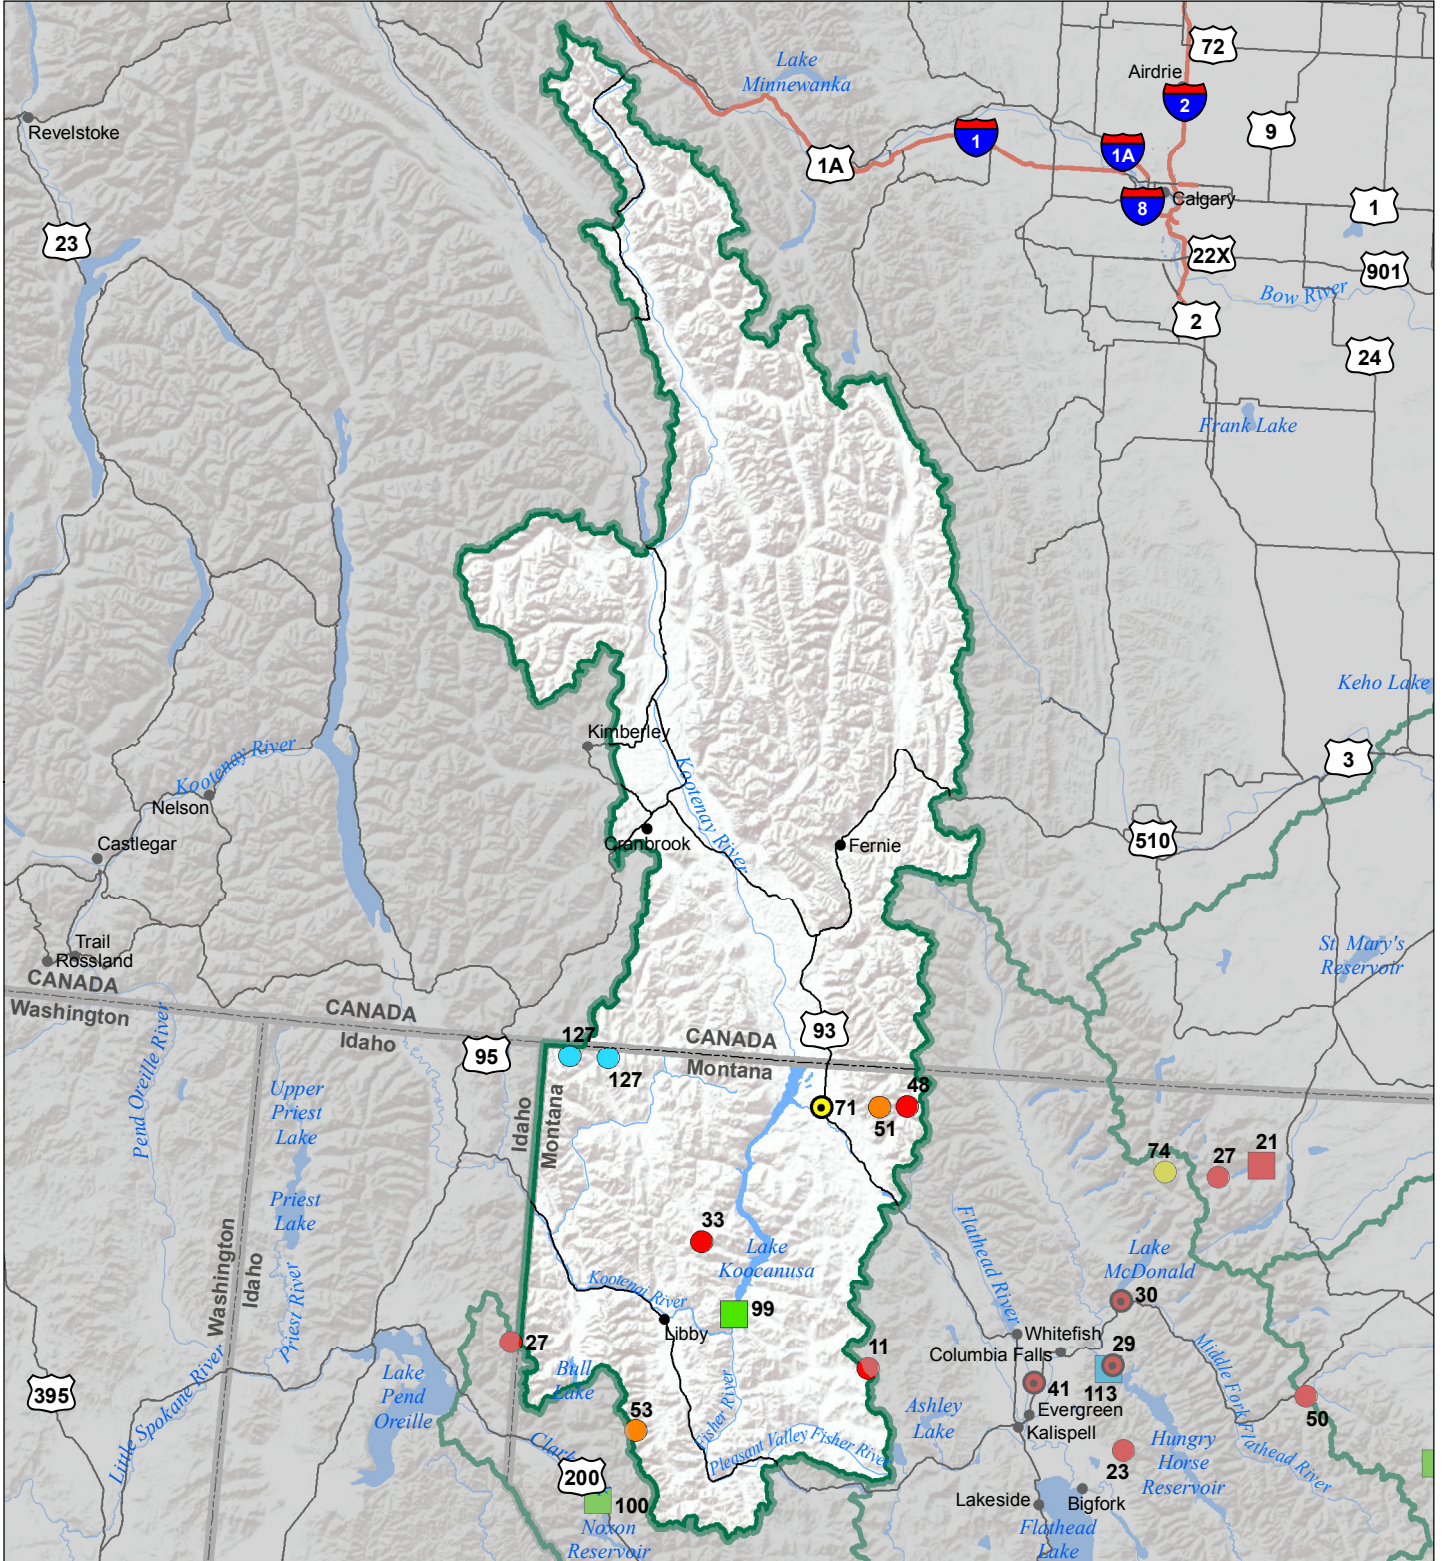 72
Lake
Minnewanka
Airdrie
2
Revelstoke
9
1
1A
1A
Calgary
8
1
23
22X
901
Bow River
2
24
Frank Lake
Keho Lake
Kimberley
Kootenay River
3
Kootenay River
Nelson
Castlegar
510
Cranbrook
Fernie
Trail
Rossland
St. Mary's
Reservoir
CANADA
Washington
CANADA
Idaho
95
127
127
CANADA
Montana
93
48
71
51
Pend Oreille River
Upper
Priest
Lake
Idaho
Montana
74
27
21
Priest
Lake
33
Lake
Koocanusa
Flathead River
Lake
McDonald
Washington
Idaho
Priest River
Kootenai River
99
30
Libby
Whitefish
Columbia Falls
27
11
29
113
41
Middle Fork Flathead River
395
Lake
Pend
Oreille
Bull
Lake
Little Spokane River
53
Fisher River
Ashley
Lake
Evergreen
Kalispell
50
Clark
Pleasant Valley Fisher River
23
Hungry
Horse
Reservoir
200
100
Noxon
Reservoir
Lakeside
Bigfork
Flathead
Lake